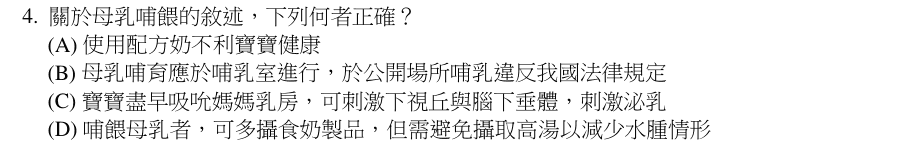 4. 關於母乳哺餵的敘述，下列何者正確？
(A) 使用配方奶不利寶寶健康
(B) 母乳哺育應於哺乳室進行，於公開場所哺乳違反我國法律規定
(C) 寶寶盡早吸吮媽媽乳房，可刺激下視丘與腦下垂體，刺激泌乳
(D) 哺餵母乳者，可多攝食奶製品，但需避免攝取高湯以減少水腫情形